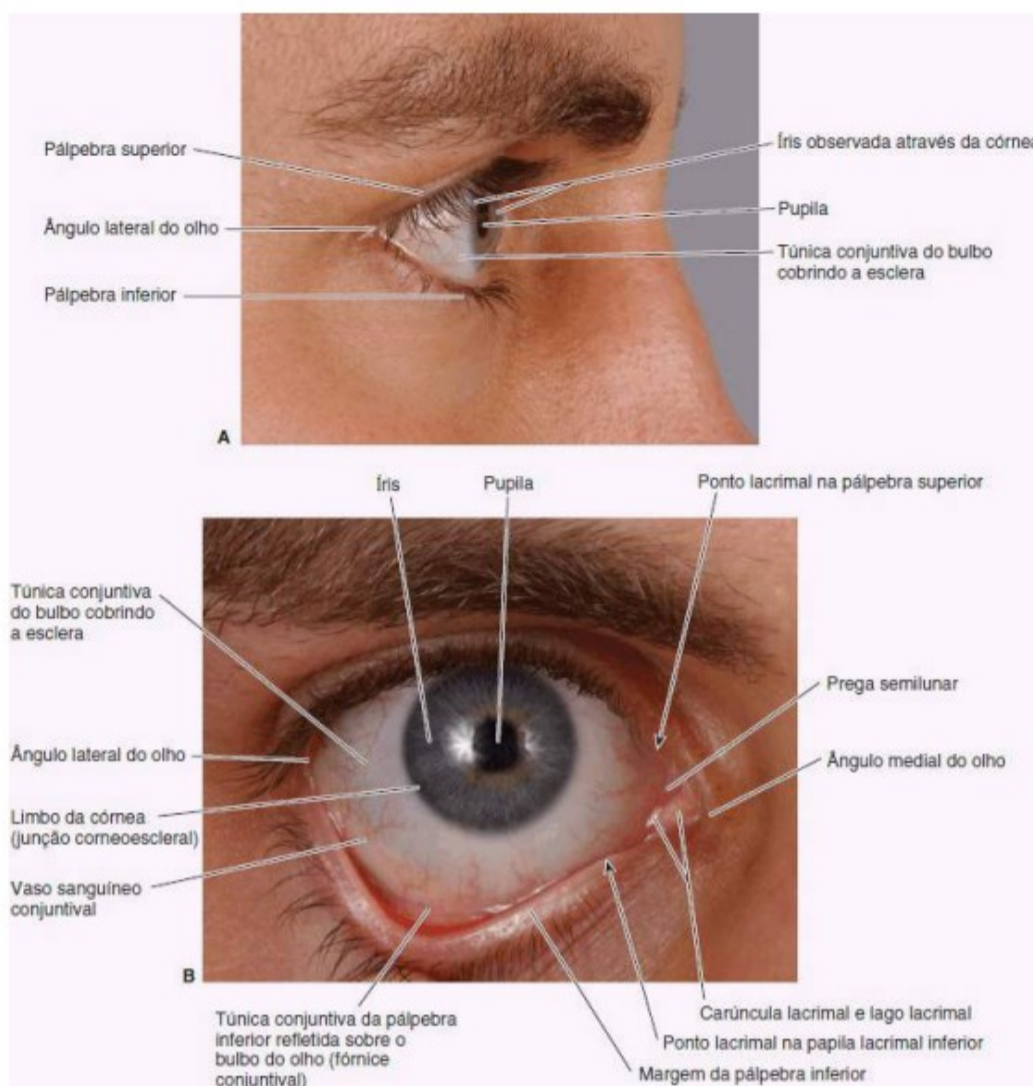 Pálpebra superior
Ângulo lateral do olho
Pálpebra inferior
Íris observada através da córnea
Pupila
Túnica conjuntiva do bulbo
cobrindo a esclera
A
Íris
Pupila
Ponto lacrimal na pálpebra superior
Túnica conjuntiva
do bulbo cobrindo
a esclera
Ângulo lateral do olho
Limbo da córnea
(junção corneoescleral)
Vaso sanguíneo
conjuntival
Prega semilunar
Ângulo medial do olho
B
Túnica conjuntiva da pálpebra
inferior refletida sobre o
bulbo do olho (fórnice
conjuntival)
Carúncula lacrimal e lago lacrimal
Ponto lacrimal na papila lacrimal inferior
Margem da pálpebra inferior